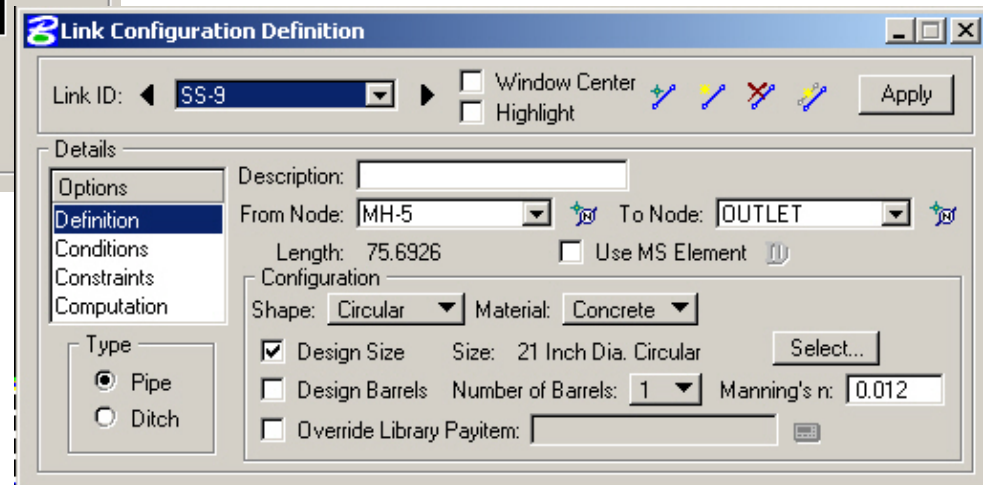 Link Configuration Definition
Link ID: SS-9 Window Center Apply
Highlight
Details
Options
Definition
Conditions
Constraints
Computation
Type
Pipe
Ditch
Description:
From Node: MH-5 To Node: OUTLET
Length: 75.6926 Use MS Element
Configuration
Shape: Circular Material: Concrete
Design Size Size: 21 Inch Dia. Circular Select...
Design Barrels Number of Barrels: 1 Manning's n: 0.012
Override Library Payitem: